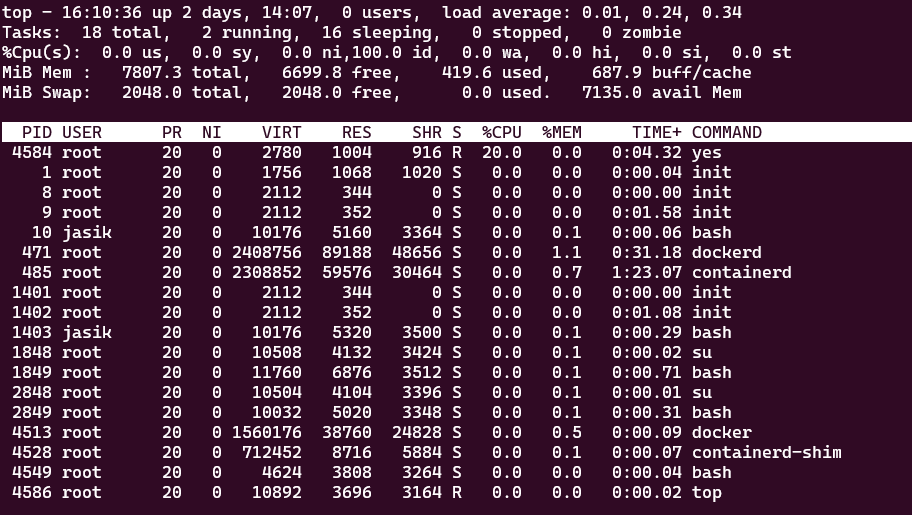 top - 16:10:36 up 2 days, 14:07,  0 users,  load average: 0.01, 0.24, 0.34
Tasks:  18 total,   2 running,  16 sleeping,   0 stopped,   0 zombie
%Cpu(s):  0.0 us,  0.0 sy,  0.0 ni,100.0 id,  0.0 wa,  0.0 hi,  0.0 si,  0.0 st
MiB Mem :   7807.3 total,   6699.8 free,    419.6 used,    687.9 buff/cache
MiB Swap:   2048.0 total,   2048.0 free,      0.0 used.   7135.0 avail Mem
  PID USER      PR  NI    VIRT    RES    SHR S  %CPU  %MEM     TIME+ COMMAND
 4584 root      20   0    2780   1004    916 R  20.0   0.0   0:04.32 yes
    1 root      20   0    1756   1068   1020 S   0.0   0.0   0:00.04 init
    8 root      20   0    2112    344      0 S   0.0   0.0   0:00.00 init
    9 root      20   0    2112    352      0 S   0.0   0.0   0:01.58 init
   10 jasik     20   0   10176   5160   3364 S   0.0   0.1   0:00.06 bash
  471 root      20   0 2408756  89188  48656 S   0.0   1.1   0:31.18 dockerd
  485 root      20   0 2308852  59576  30464 S   0.0   0.7   1:23.07 containerd
 1401 root      20   0    2112    344      0 S   0.0   0.0   0:00.00 init
 1402 root      20   0    2112    352      0 S   0.0   0.0   0:01.08 init
 1403 jasik     20   0   10176   5320   3500 S   0.0   0.1   0:00.29 bash
 1848 root      20   0   10508   4132   3424 S   0.0   0.1   0:00.02 su
 1849 root      20   0   11760   6876   3512 S   0.0   0.1   0:00.71 bash
 2848 root      20   0   10504   4104   3396 S   0.0   0.1   0:00.01 su
 2849 root      20   0   10032   5020   3348 S   0.0   0.1   0:00.31 bash
 4513 root      20   0 1560176  38760  24828 S   0.0   0.5   0:00.09 docker
 4528 root      20   0  712452   8716   5884 S   0.0   0.1   0:00.07 containerd-shim
 4549 root      20   0    4624   3808   3264 S   0.0   0.0   0:00.04 bash
 4586 root      20   0   10892   3696   3164 R   0.0   0.0   0:00.02 top